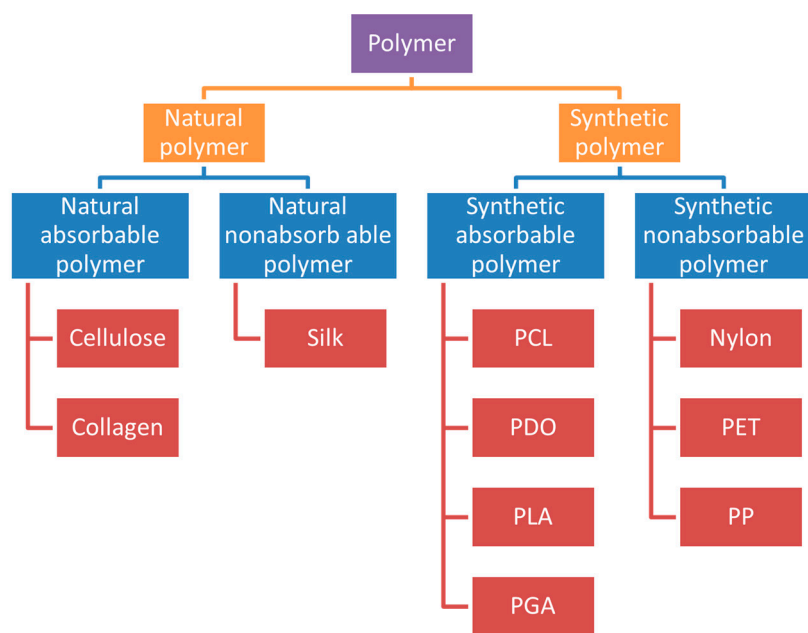 Polymer
Natural
polymer
Synthetic
polymer
Natural
absorbable
polymer
Natural
nonabsorb able
polymer
Synthetic
absorbable
polymer
Synthetic
nonabsorbable
polymer
Cellulose
Silk
PCL
Nylon
Collagen
PDO
PET
PLA
PP
PGA